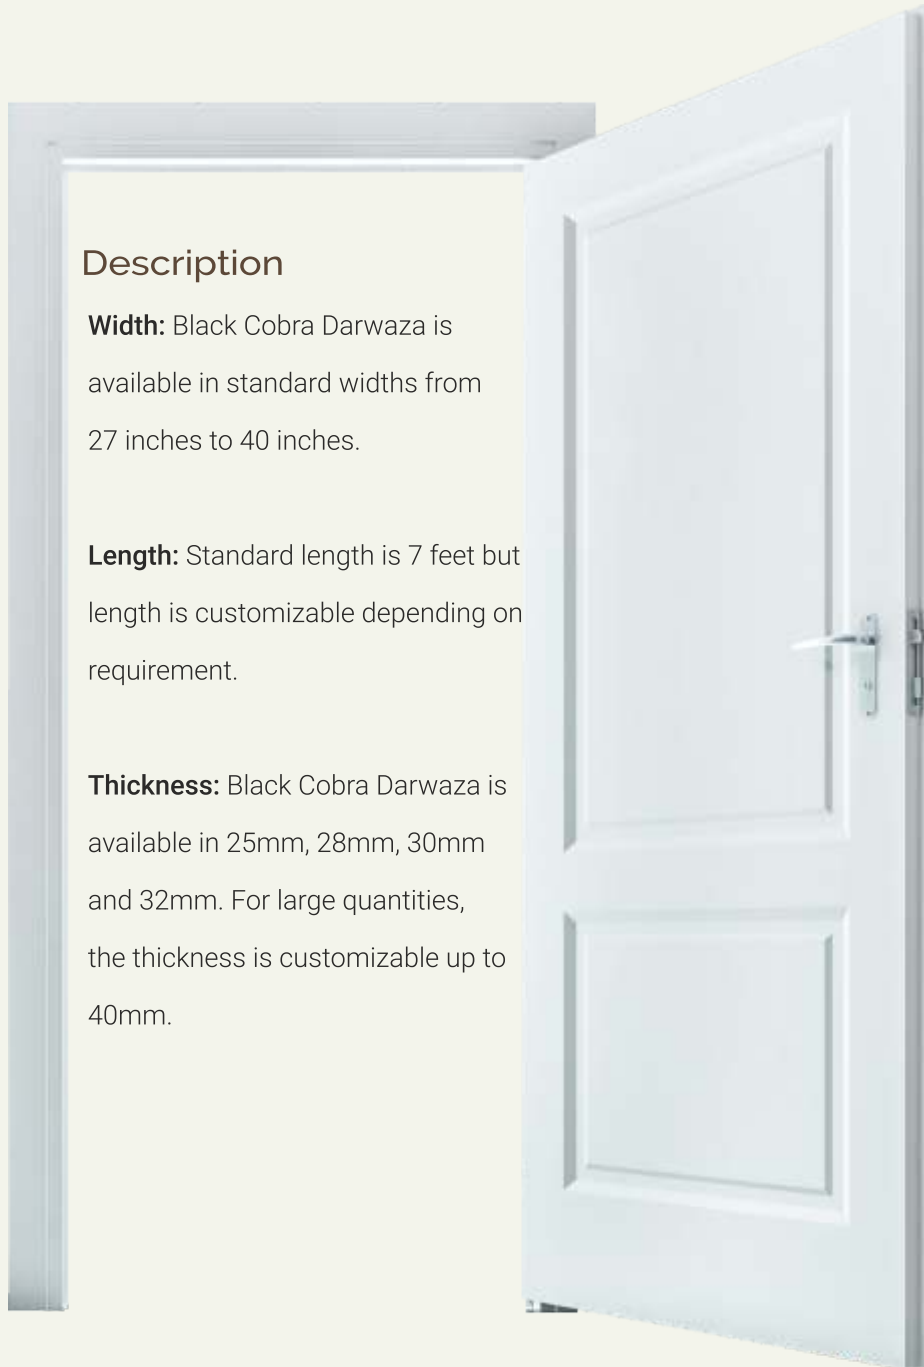 Description
Width: Black Cobra Darwaza is
available in standard widths from
27 inches to 40 inches.
Length: Standard length is 7 feet but
length is customizable depending on
requirement.
Thickness: Black Cobra Darwaza is
available in 25mm, 28mm, 30mm
and 32mm. For large quantities,
the thickness is customizable up to
40mm.